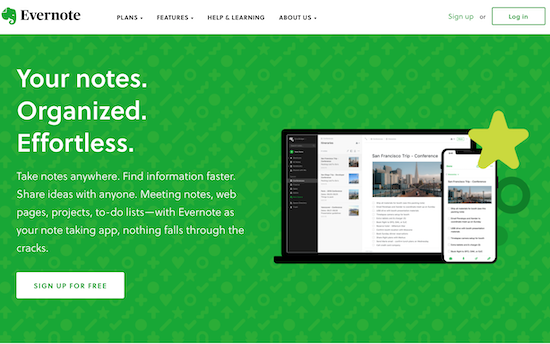 Evernote
PLANS
FEATURES
HELP & LEARNING
ABOUT US
Sign up or Log in
Your notes.
Organized.
Effortless.
Take notes anywhere. Find information faster.
Share ideas with anyone. Meeting notes, web
pages, projects, to-do lists—with Evernote as
your note taking app, nothing falls through the
cracks.
SIGN UP FOR FREE
San Francisco Trip - Conference
San Francisco Trip - Conference